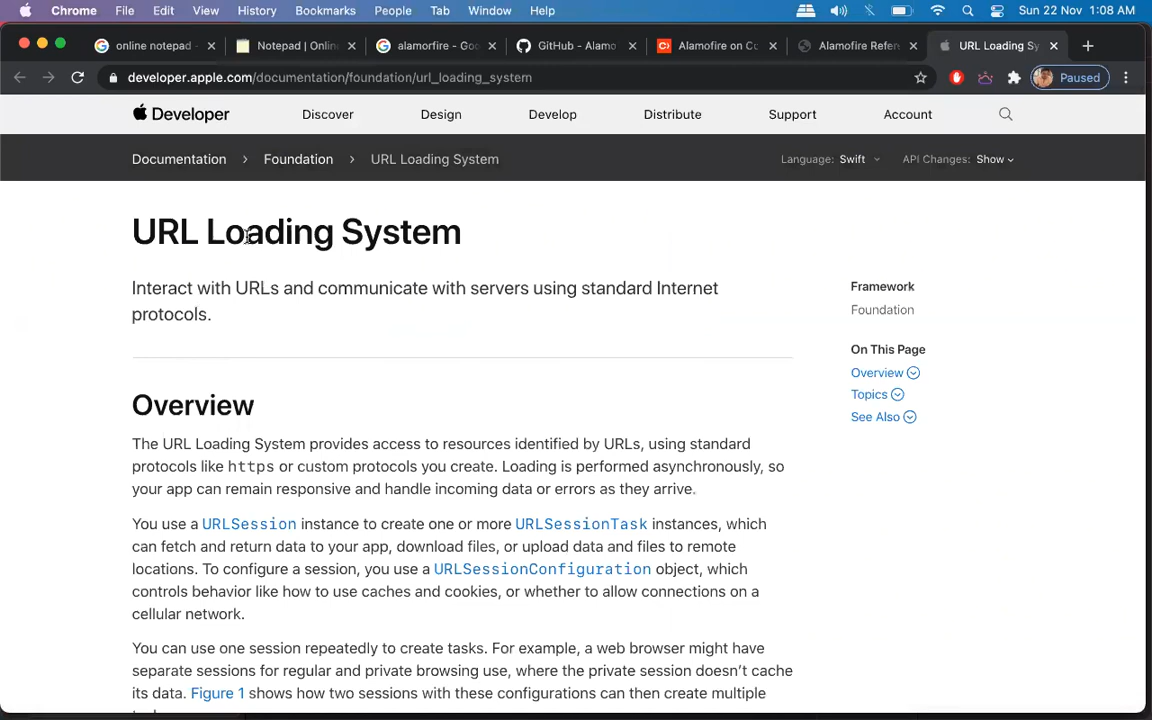 Chrome File Edit View History Bookmarks People Tab Window Help Sun 22 Nov 1:08 AM
online notepad - Notepad | Onlin alamorfire - Goo GitHub - Alamo Alamofire on Co Alamofire Refere URL Loading Sy
developer.apple.com/documentation/foundation/url_loading_system Paused
Developer Discover Design Develop Distribute Support Account
Documentation > Foundation > URL Loading System Language: Swift API Changes: Show
URL Loading System
Interact with URLs and communicate with servers using standard Internet
protocols.
Framework
Foundation
On This Page
Overview
Topics
See Also
Overview
The URL Loading System provides access to resources identified by URLs, using standard
protocols like https or custom protocols you create. Loading is performed asynchronously, so
your app can remain responsive and handle incoming data or errors as they arrive.
You use a URLSession instance to create one or more URLSessionTask instances, which
can fetch and return data to your app, download files, or upload data and files to remote
locations. To configure a session, you use a URLSessionConfiguration object, which
controls behavior like how to use caches and cookies, or whether to allow connections on a
cellular network.
You can use one session repeatedly to create tasks. For example, a web browser might have
separate sessions for regular and private browsing use, where the private session doesn't cache
its data. Figure 1 shows how two sessions with these configurations can then create multiple